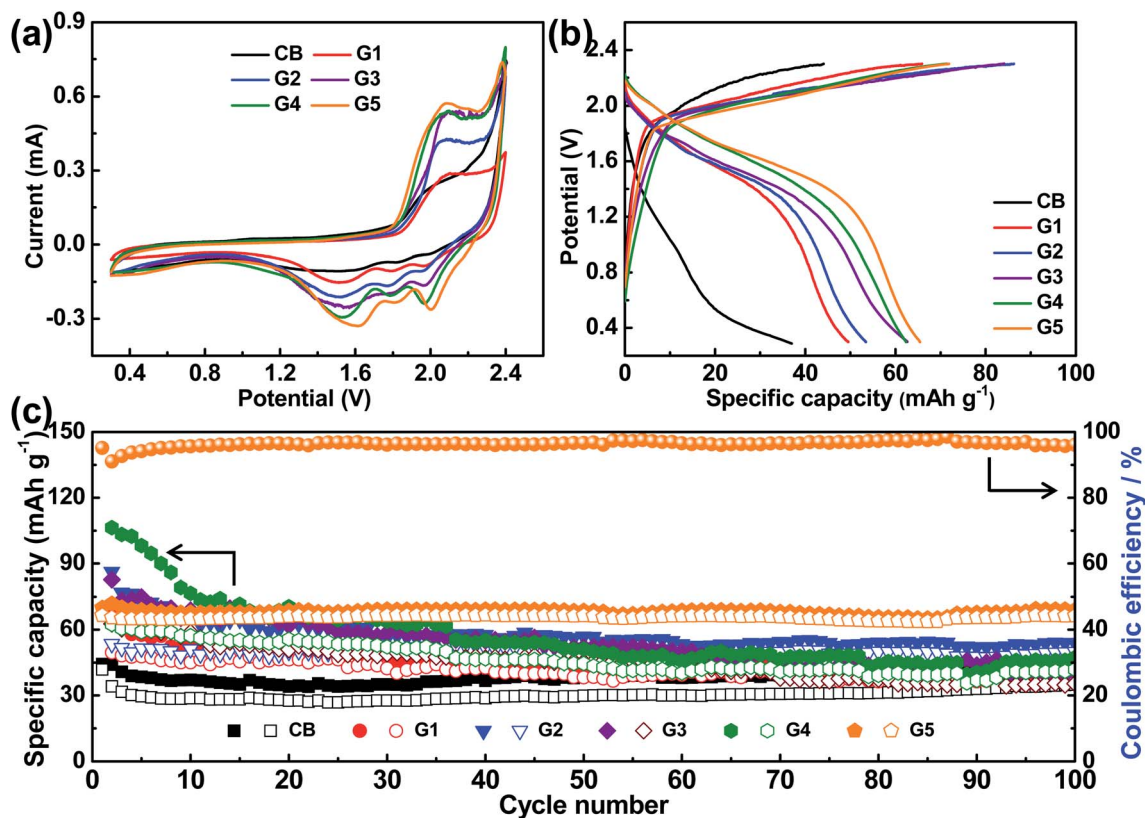 (a)
0.9
0.6
0.3
0.0
-0.3
Current (mA)
CB G1
G2 G3
G4 G5
0.4 0.8 1.2 1.6 2.0 2.4
Potential (V)
(b)
2.4
2.0
1.6
1.2
0.8
0.4
Potential (V)
CB
G1
G2
G3
G4
G5
0 20 40 60 80 100
Specific capacity (mAh g⁻¹)
(c)
150
120
90
60
30
0
Specific capacity (mAh g⁻¹)
100
80
60
40
20
0
Coulombic efficiency / %
CB G1 G2 G3 G4 G5
0 10 20 30 40 50 60 70 80 90 100
Cycle number